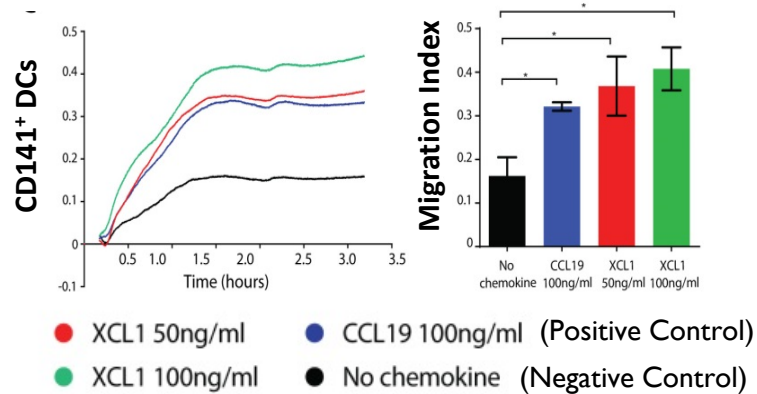 CD141+ DCs
0.5
0.4
0.3
0.2
0.1
0
-0.1
0.5 1.0 1.5 2.0 2.5 3.0 3.5
Time (hours)
Migration Index
0.5
0.4
0.3
0.2
0.1
0
*
*
*
No chemokine
CCL19 100ng/ml
XCL1 50ng/ml
XCL1 100ng/ml
XCL1 50ng/ml
CCL19 100ng/ml (Positive Control)
XCL1 100ng/ml
No chemokine (Negative Control)